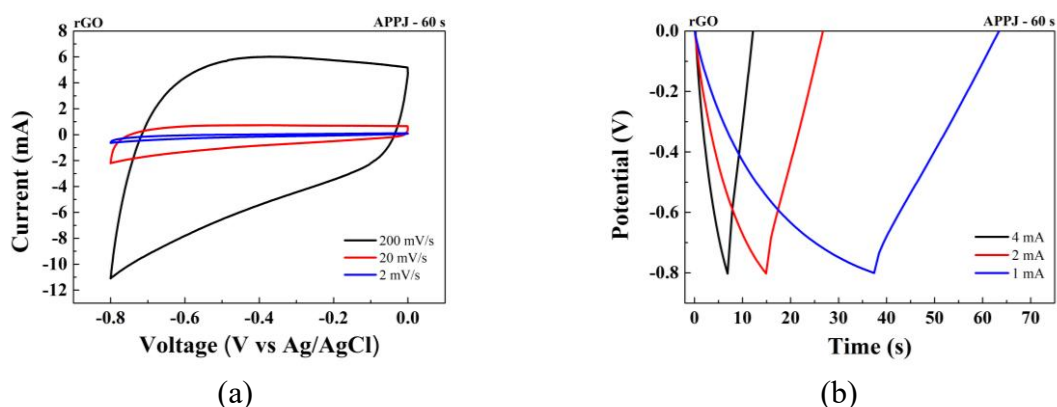 rGO APPJ - 60 s
8
6
4
2
0
-2
-4
-6
-8
-10
-12
Current (mA)
200 mV/s
20 mV/s
2 mV/s
-0.8 -0.6 -0.4 -0.2 0.0
Voltage (V vs Ag/AgCl)
(a)
rGO APPJ - 60 s
0.0
-0.2
-0.4
-0.6
-0.8
Potential (V)
4 mA
2 mA
1 mA
0 10 20 30 40 50 60 70
Time (s)
(b)